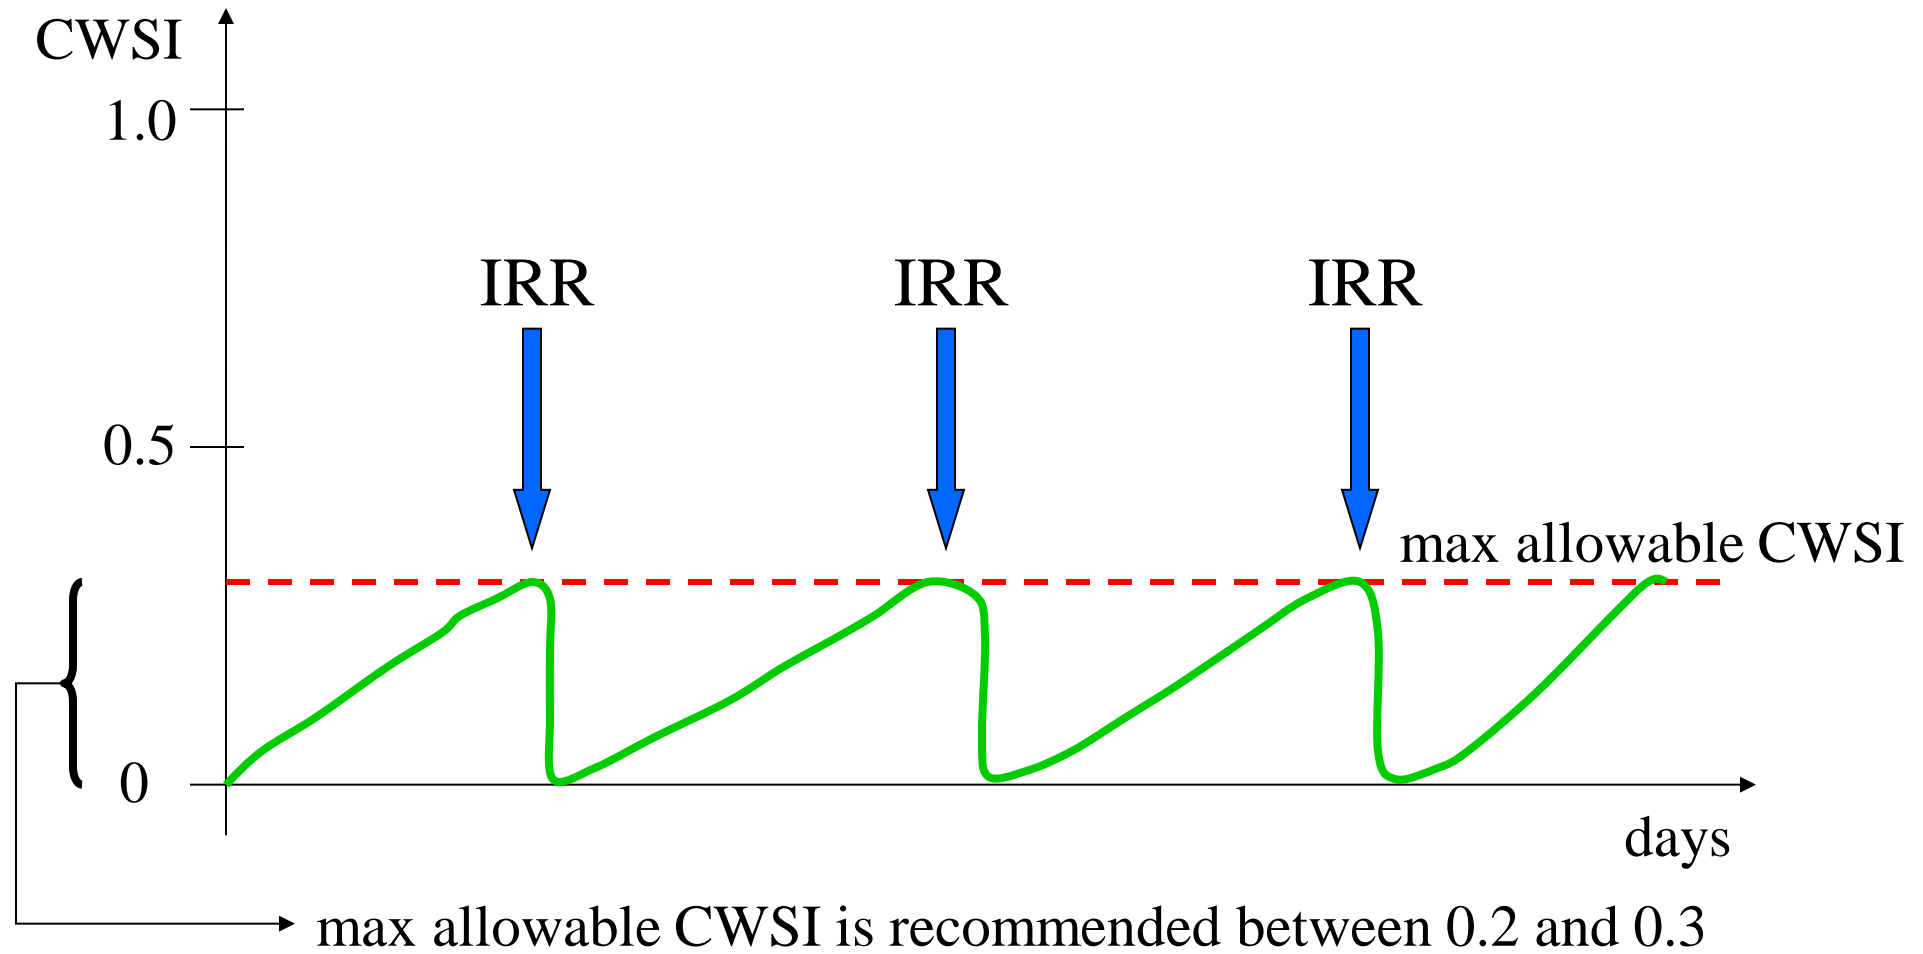 CWSI
1.0
IRR IRR IRR
0.5
max allowable CWSI
0
days
max allowable CWSI is recommended between 0.2 and 0.3